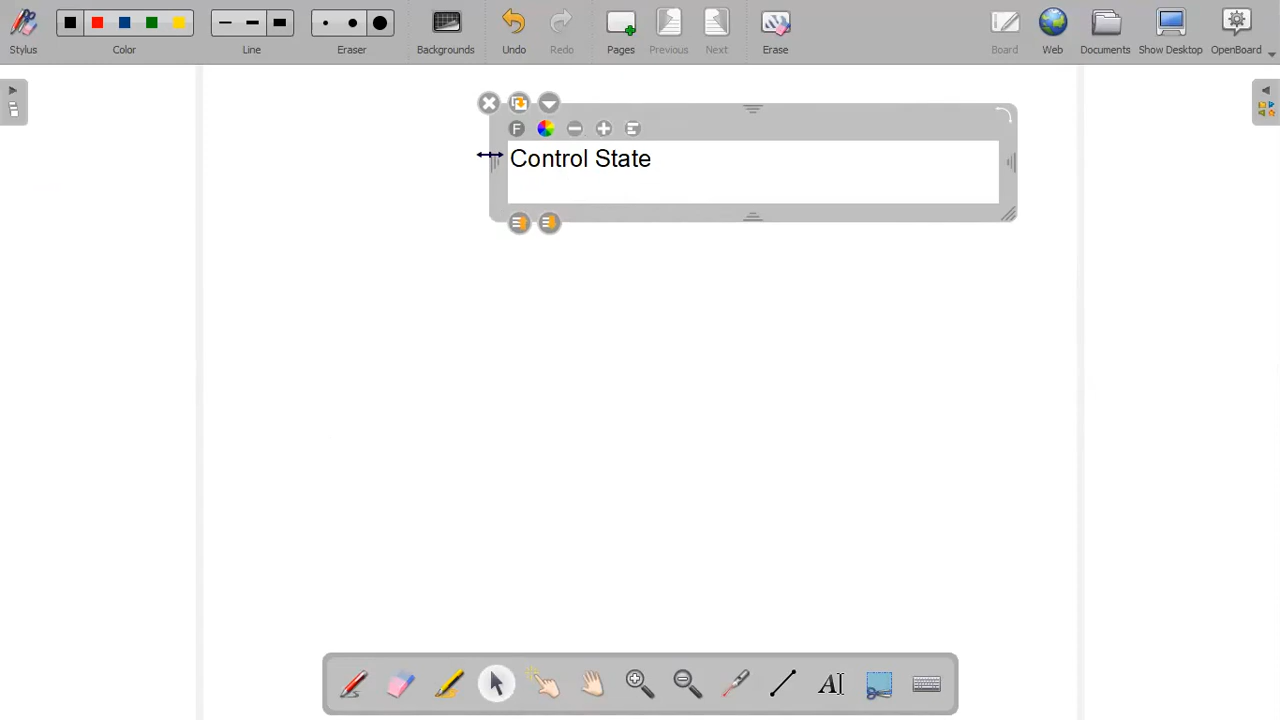 Stylus Color Line Eraser Backgrounds Undo Redo Pages Previous Next Erase Board Web Documents Show Desktop OpenBoard
F
Control State
AI